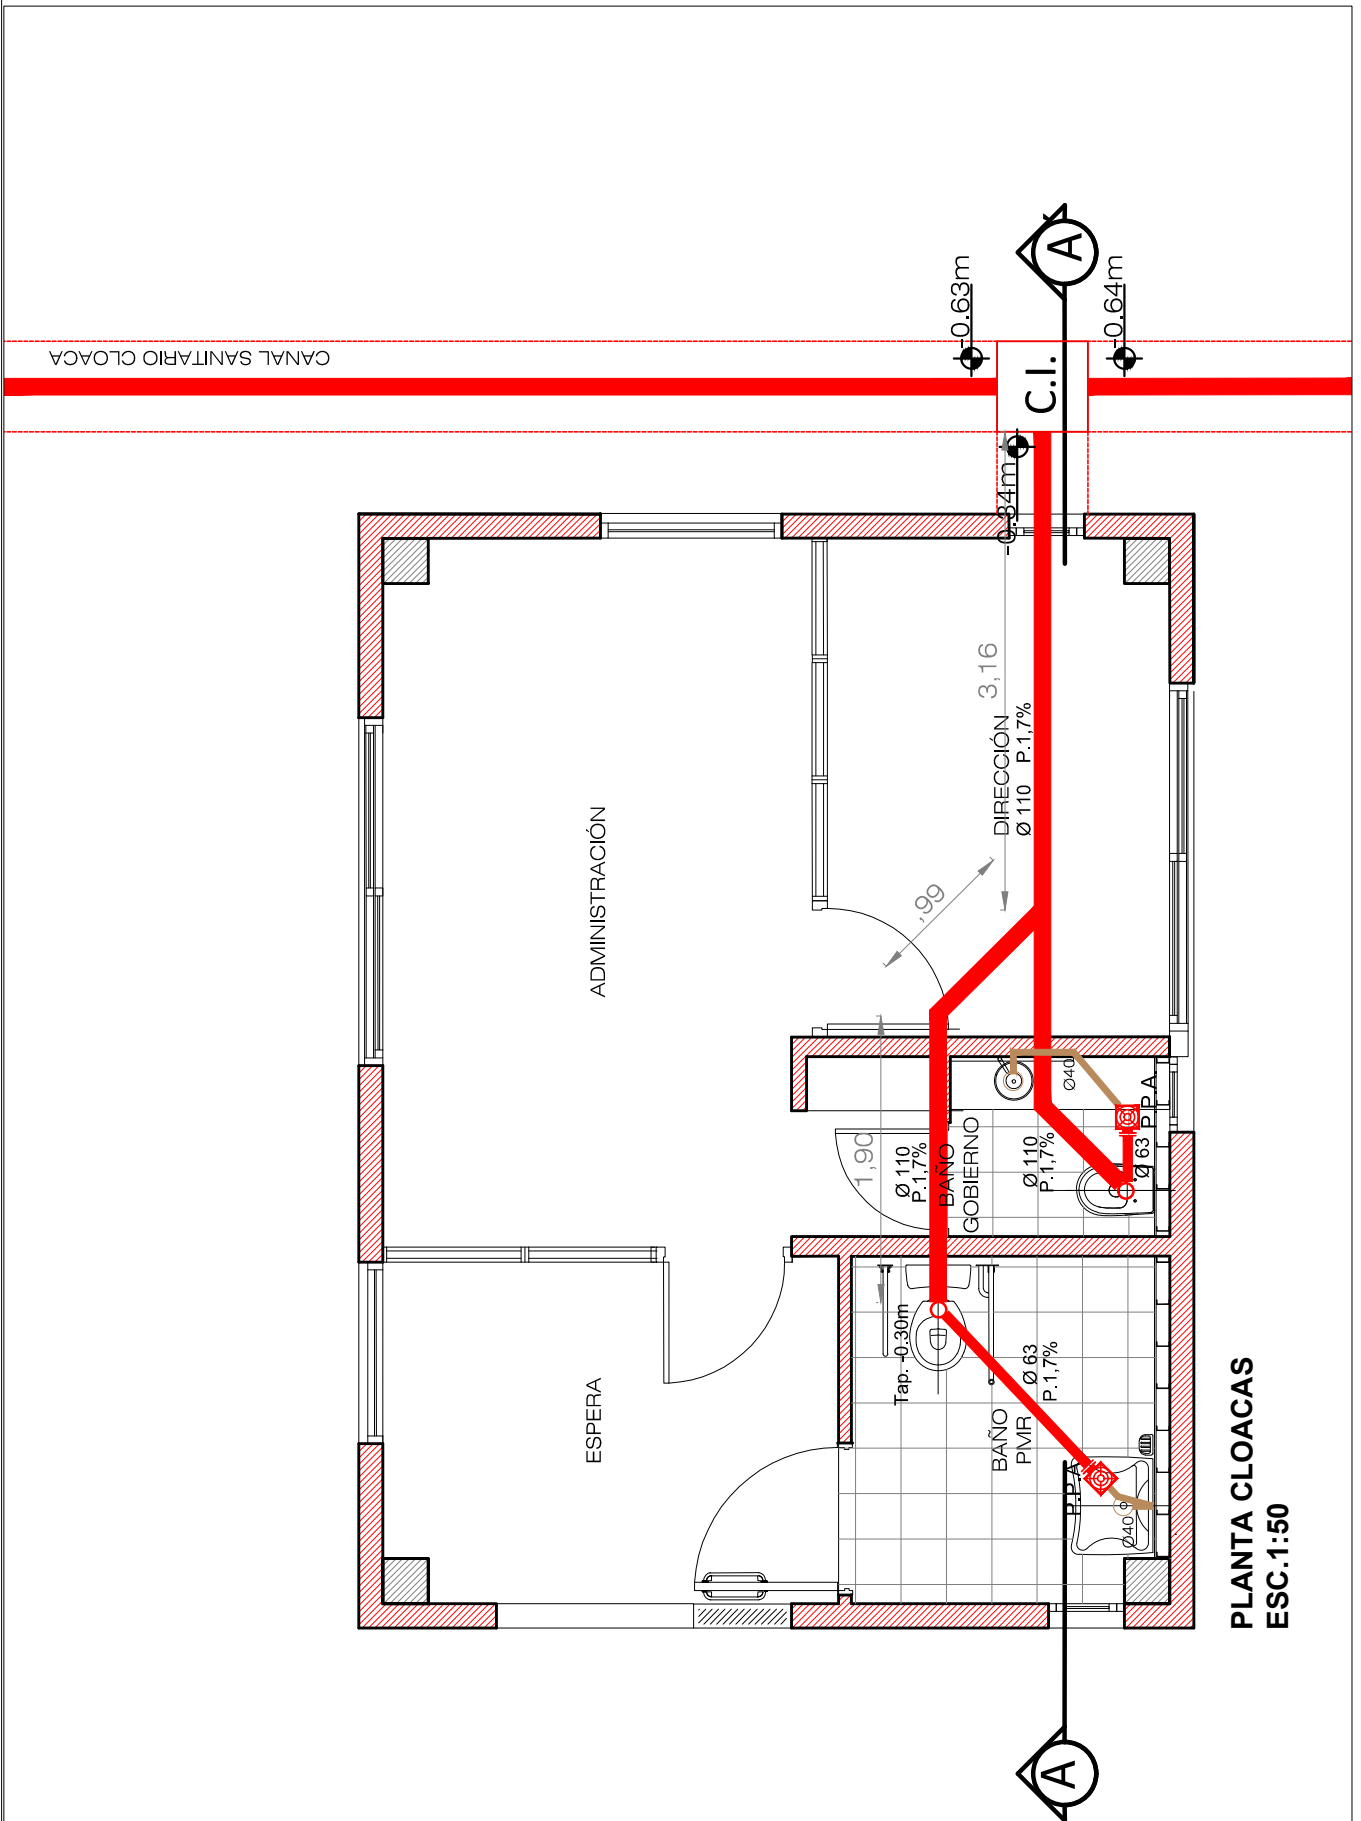 CANAL SANITARIO CLOACA
-0.63m
A
C.I.
-0.64m
-0.34m
3,16
DIRECCIÓN
Ø 110 P.1,7%
,99
ADMINISTRACIÓN
1,90
Ø 110
P.1,7%
BAÑO
GOBIERNO
Ø 110
P.1,7%
Ø40
P.P.A.
Ø 63
Tap. -0.30m
Ø 63
P.1,7%
BAÑO
PMR
P.P.A.
Ø40
ESPERA
A
PLANTA CLOACAS
ESC.1:50